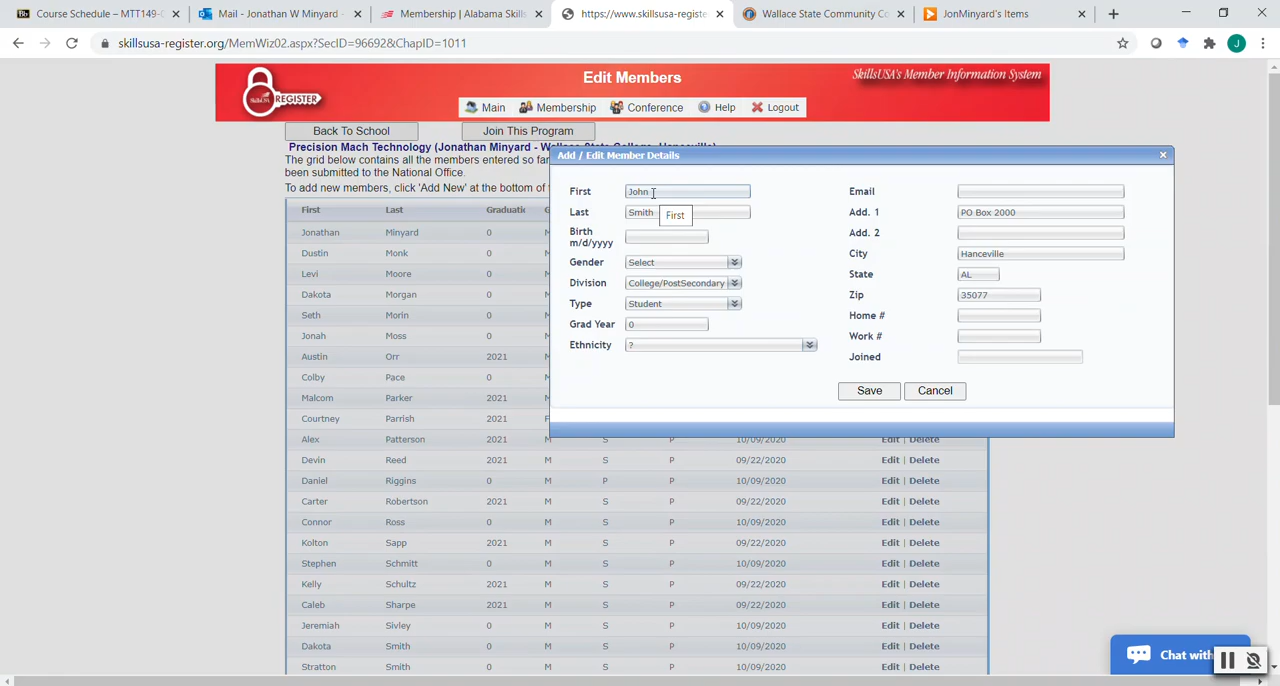 Course Schedule – MTT149-C
Mail - Jonathan W Minyard -
Membership | Alabama Skills
https://www.skillsusa-registe
Wallace State Community Co
JonMinyard's Items
skillsusa-register.org/MemWiz02.aspx?SecID=96692&ChapID=1011
J
REGISTER
Edit Members
SkillsUSA's Member Information System
Main Membership Conference Help Logout
Back To School Join This Program
Precision Mach Technology (Jonathan Minyard - Wallace State College, Hanceville)
The grid below contains all the members entered so fa
been submitted to the National Office.
To add new members, click 'Add New' at the bottom of
Add / Edit Member Details
First John
Last Smith
First
Birth
m/d/yyyy
Gender Select
Division College/PostSecondary
Type Student
Grad Year 0
Ethnicity ?
Email
Add. 1 PO Box 2000
Add. 2
City Hanceville
State AL
Zip 35077
Home #
Work #
Joined
Save Cancel
First Last Graduatic
Jonathan Minyard 0
Dustin Monk 0
Levi Moore 0
Dakota Morgan 0
Seth Morin 0
Jonah Moss 0
Austin Orr 2021
Colby Pace 0
Malcom Parker 2021
Courtney Parrish 2021
Alex Patterson 2021 M S P 10/09/2020 Edit | Delete
Devin Reed 2021 M S P 09/22/2020 Edit | Delete
Daniel Riggins 0 M P P 10/09/2020 Edit | Delete
Carter Robertson 2021 M S P 09/22/2020 Edit | Delete
Connor Ross 0 M S P 10/09/2020 Edit | Delete
Kolton Sapp 2021 M S P 09/22/2020 Edit | Delete
Stephen Schmitt 0 M S P 10/09/2020 Edit | Delete
Kelly Schultz 2021 M S P 09/22/2020 Edit | Delete
Caleb Sharpe 2021 M S P 09/22/2020 Edit | Delete
Jeremiah Sivley 0 M S P 10/09/2020 Edit | Delete
Dakota Smith 0 M S P 10/09/2020 Edit | Delete
Stratton Smith 0 M S P 10/09/2020 Edit | Delete
Chat with